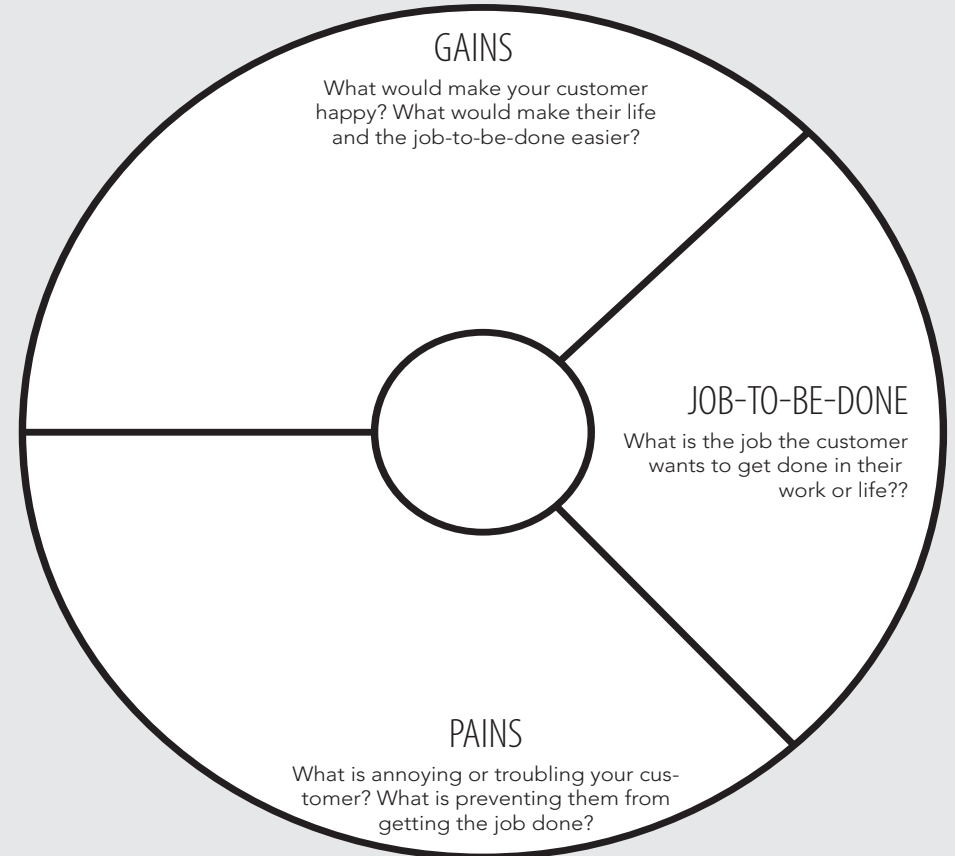 GAINS
What would make your customer
happy? What would make their life
and the job-to-be-done easier?
JOB-TO-BE-DONE
What is the job the customer
wants to get done in their
work or life??
PAINS
What is annoying or troubling your cus-
tomer? What is preventing them from
getting the job done?